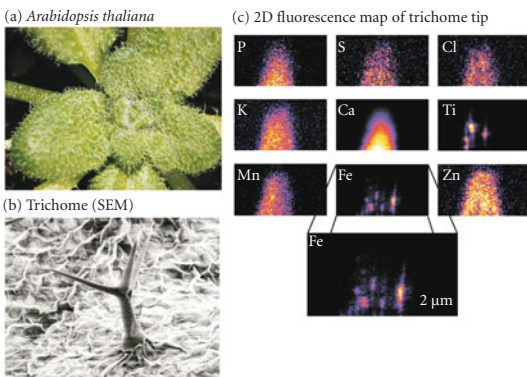 (a) Arabidopsis thaliana
(b) Trichome (SEM)
(c) 2D fluorescence map of trichome tip
P
S
Cl
K
Ca
Ti
Mn
Fe
Zn
Fe
2 μm